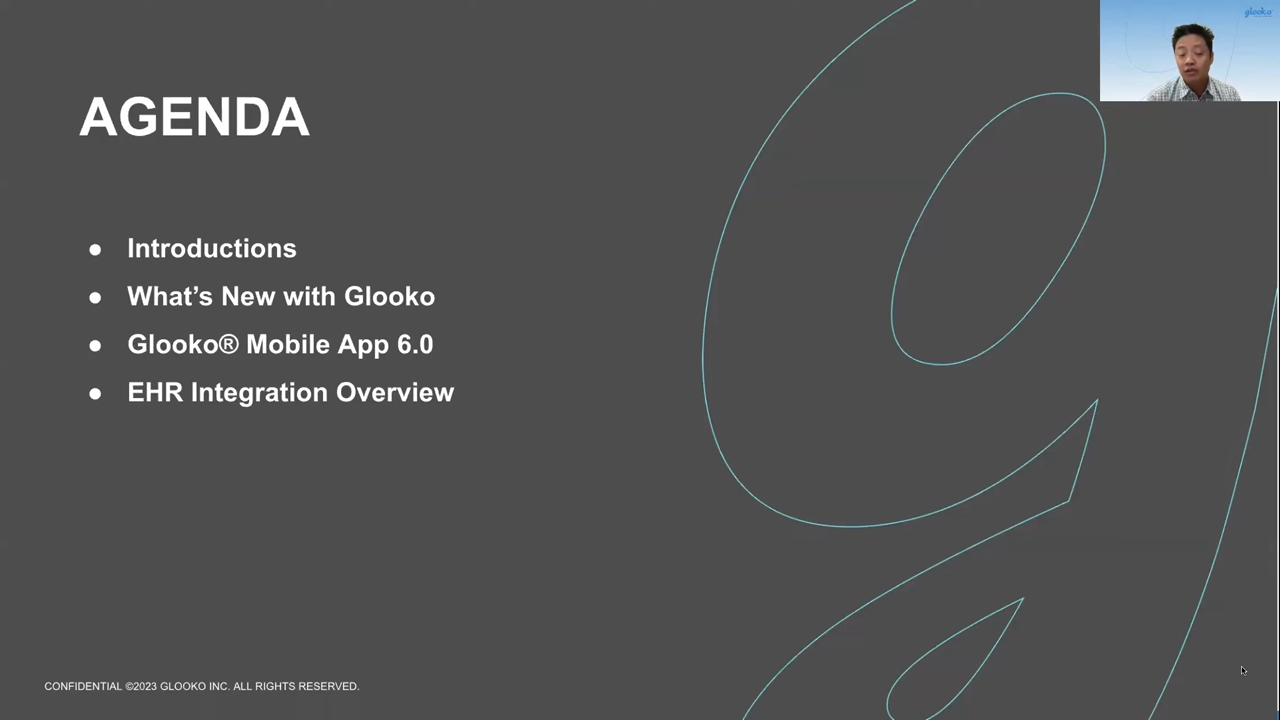 glooko
AGENDA
● Introductions
● What’s New with Glooko
● Glooko® Mobile App 6.0
● EHR Integration Overview
CONFIDENTIAL ©2023 GLOOKO INC. ALL RIGHTS RESERVED.